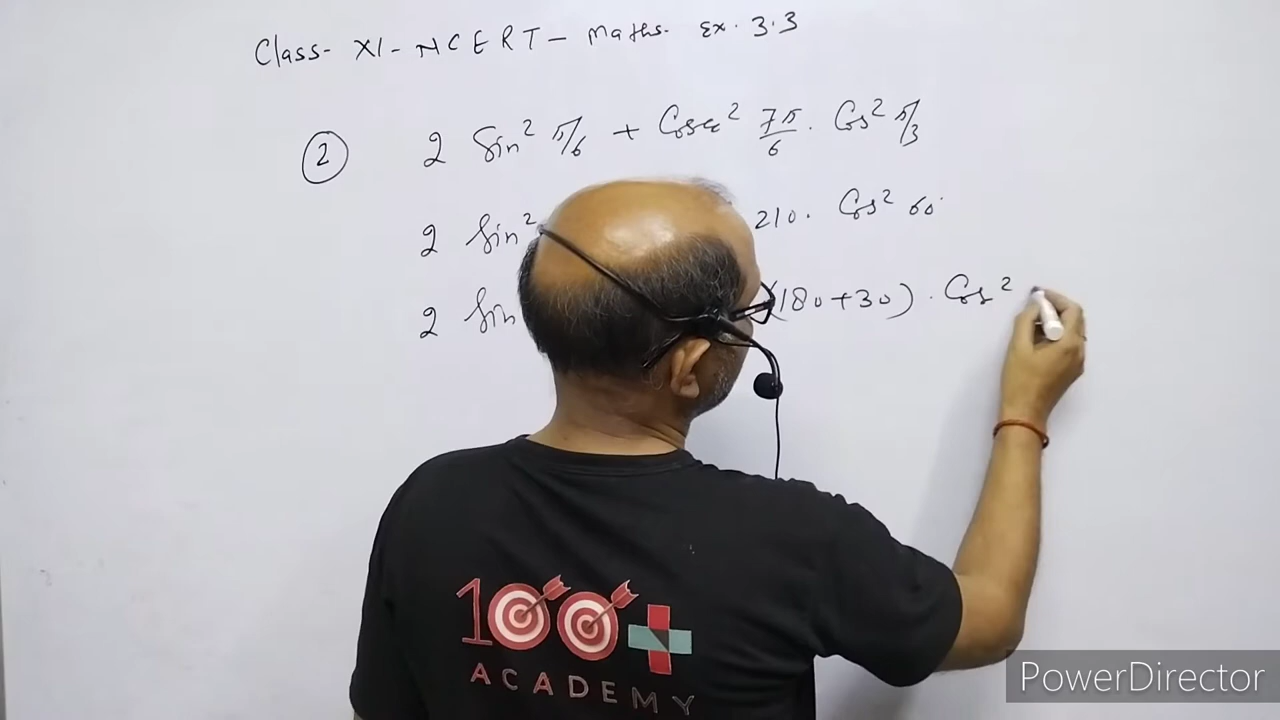 Class- XI - NCERT - Maths. Ex. 3.3
② 2 Sin² π/6 + Cosec² 7π/6 . Cos² π/3
2 Sin² 210 . Cos² 60°
2 Sin (180+30) . Cos²
100+
ACADEMY
PowerDirector